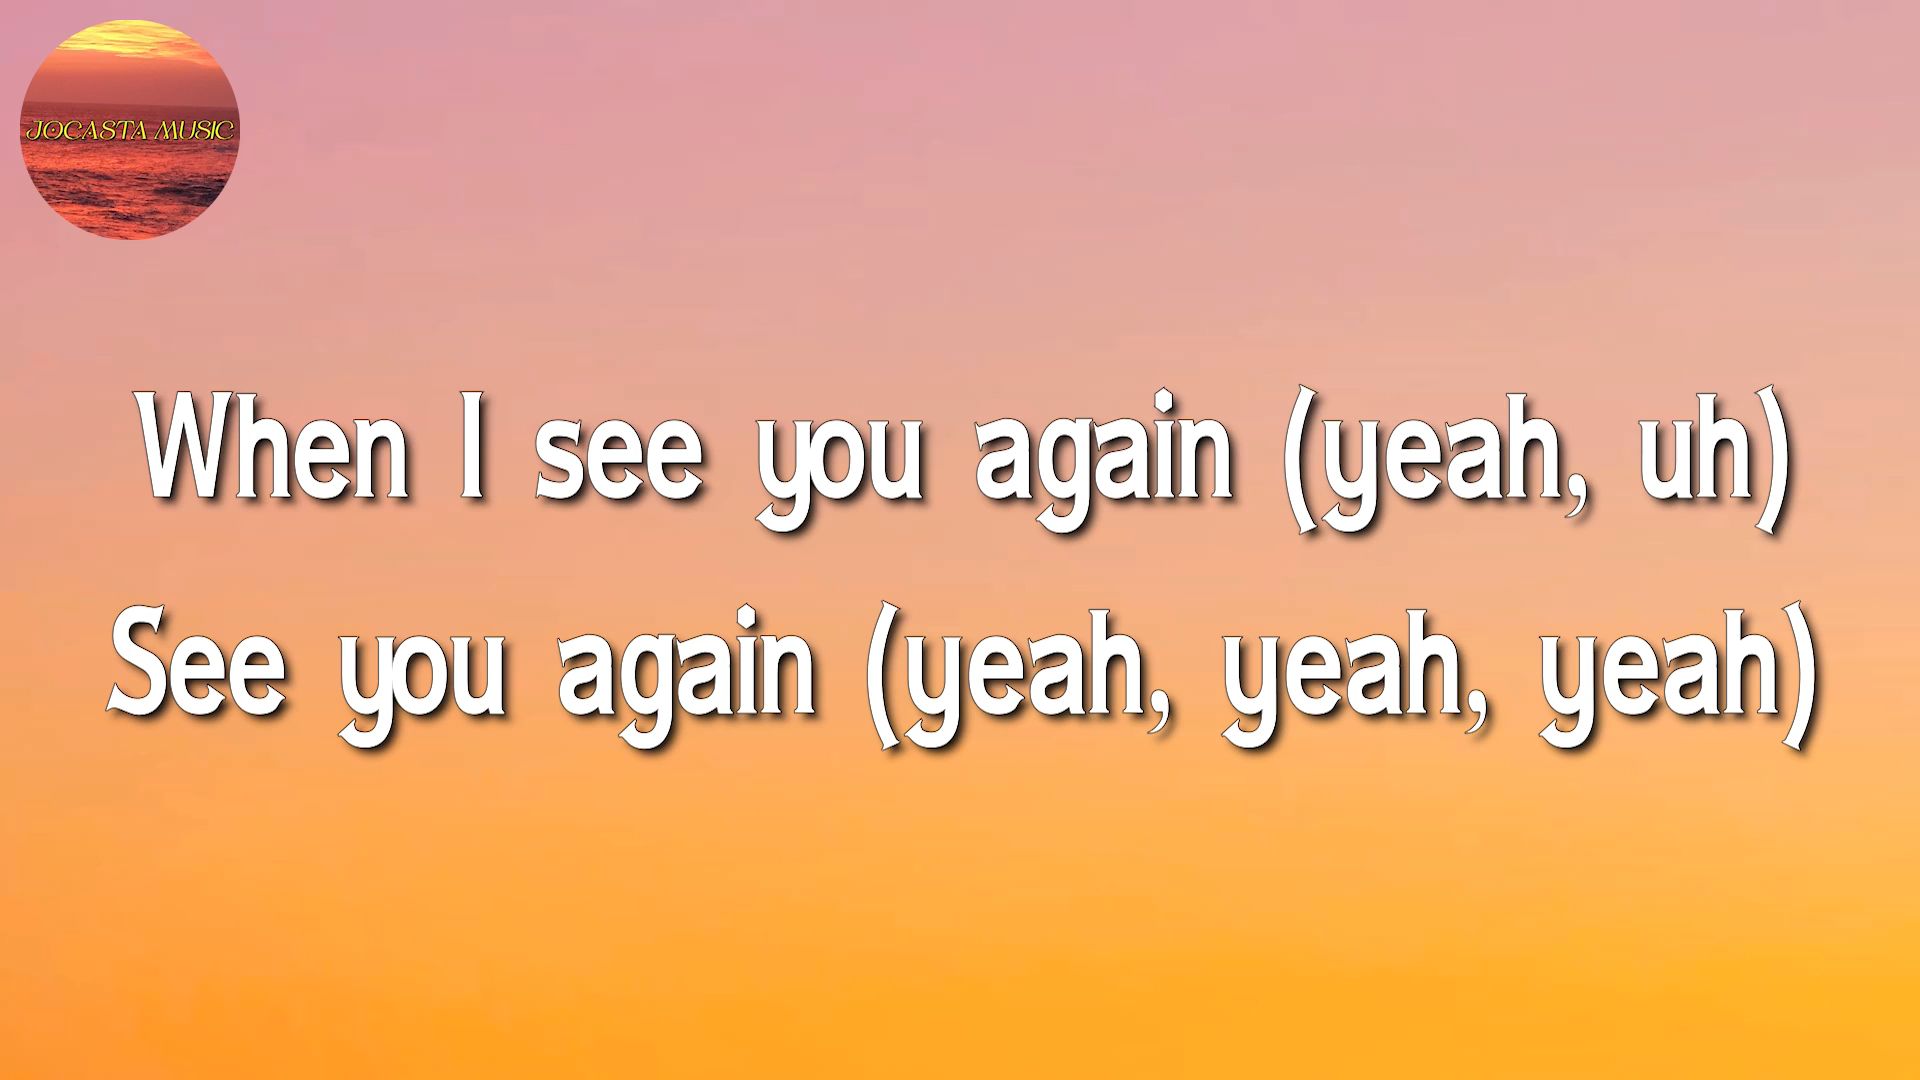 JOCASTA MUSIC
When I see you again (yeah, uh)
See you again (yeah, yeah, yeah)